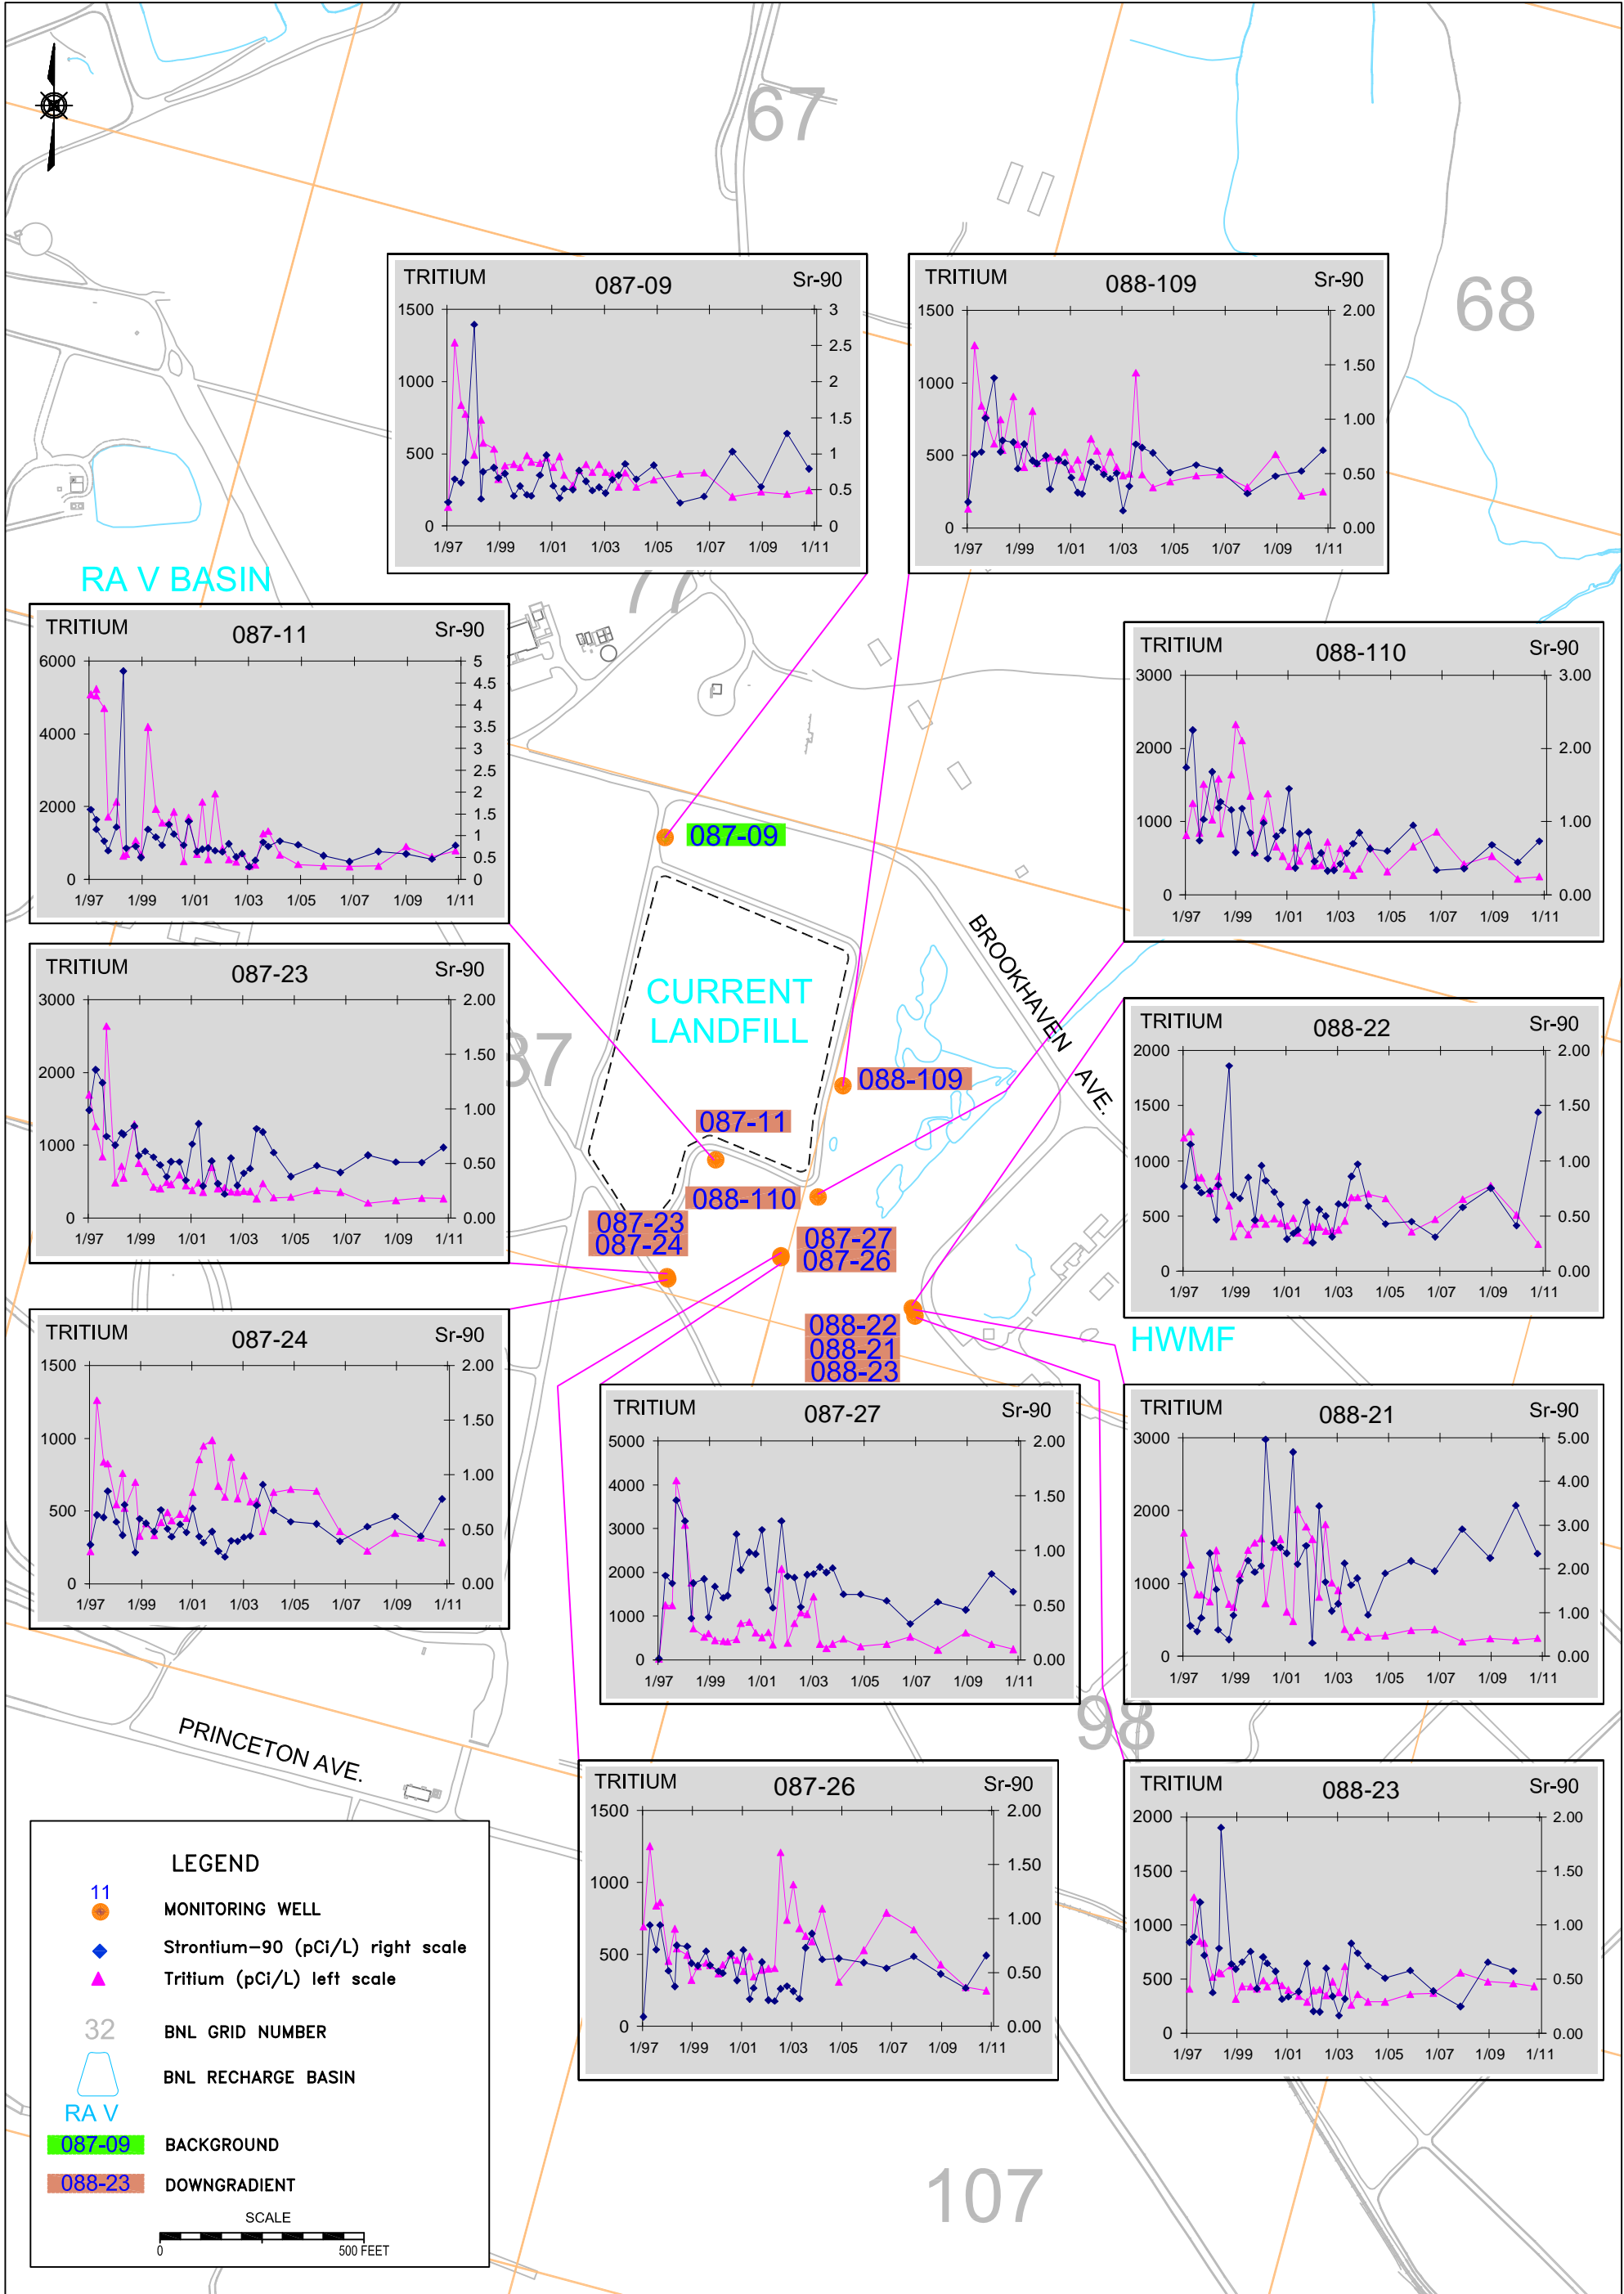 67
68
TRITIUM 087-09 Sr-90
1500 3
2.5
1000 2
1.5
500 1
0.5
0 0
1/97 1/99 1/01 1/03 1/05 1/07 1/09 1/11
TRITIUM 088-109 Sr-90
1500 2.00
1.50
1000
1.00
500 0.50
0 0.00
1/97 1/99 1/01 1/03 1/05 1/07 1/09 1/11
RA V BASIN
77
TRITIUM 087-11 Sr-90
6000 5
4.5
4000 4
3.5
3
2.5
2000 2
1.5
1
0.5
0 0
1/97 1/99 1/01 1/03 1/05 1/07 1/09 1/11
TRITIUM 088-110 Sr-90
3000 3.00
2000 2.00
1000 1.00
0 0.00
1/97 1/99 1/01 1/03 1/05 1/07 1/09 1/11
087-09
CURRENT
LANDFILL
BROOKHAVEN AVE.
87
TRITIUM 087-23 Sr-90
3000 2.00
1.50
2000
1.00
1000
0.50
0 0.00
1/97 1/99 1/01 1/03 1/05 1/07 1/09 1/11
TRITIUM 088-22 Sr-90
2000 2.00
1500 1.50
1000 1.00
500 0.50
0 0.00
1/97 1/99 1/01 1/03 1/05 1/07 1/09 1/11
088-109
087-11
088-110
087-23
087-24
087-27
087-26
088-22
088-21
088-23
HWMF
TRITIUM 087-24 Sr-90
1500 2.00
1.50
1000
1.00
500 0.50
0 0.00
1/97 1/99 1/01 1/03 1/05 1/07 1/09 1/11
TRITIUM 087-27 Sr-90
5000 2.00
4000 1.50
3000
1.00
2000
1000 0.50
0 0.00
1/97 1/99 1/01 1/03 1/05 1/07 1/09 1/11
TRITIUM 088-21 Sr-90
3000 5.00
4.00
2000
3.00
2.00
1000
1.00
0 0.00
1/97 1/99 1/01 1/03 1/05 1/07 1/09 1/11
98
PRINCETON AVE.
TRITIUM 087-26 Sr-90
1500 2.00
1.50
1000
1.00
500 0.50
0 0.00
1/97 1/99 1/01 1/03 1/05 1/07 1/09 1/11
TRITIUM 088-23 Sr-90
2000 2.00
1500 1.50
1000 1.00
500 0.50
0 0.00
1/97 1/99 1/01 1/03 1/05 1/07 1/09 1/11
LEGEND
11
MONITORING WELL
Strontium-90 (pCi/L) right scale
Tritium (pCi/L) left scale
32 BNL GRID NUMBER
BNL RECHARGE BASIN
RA V
087-09 BACKGROUND
088-23 DOWNGRADIENT
SCALE
0 500 FEET
107